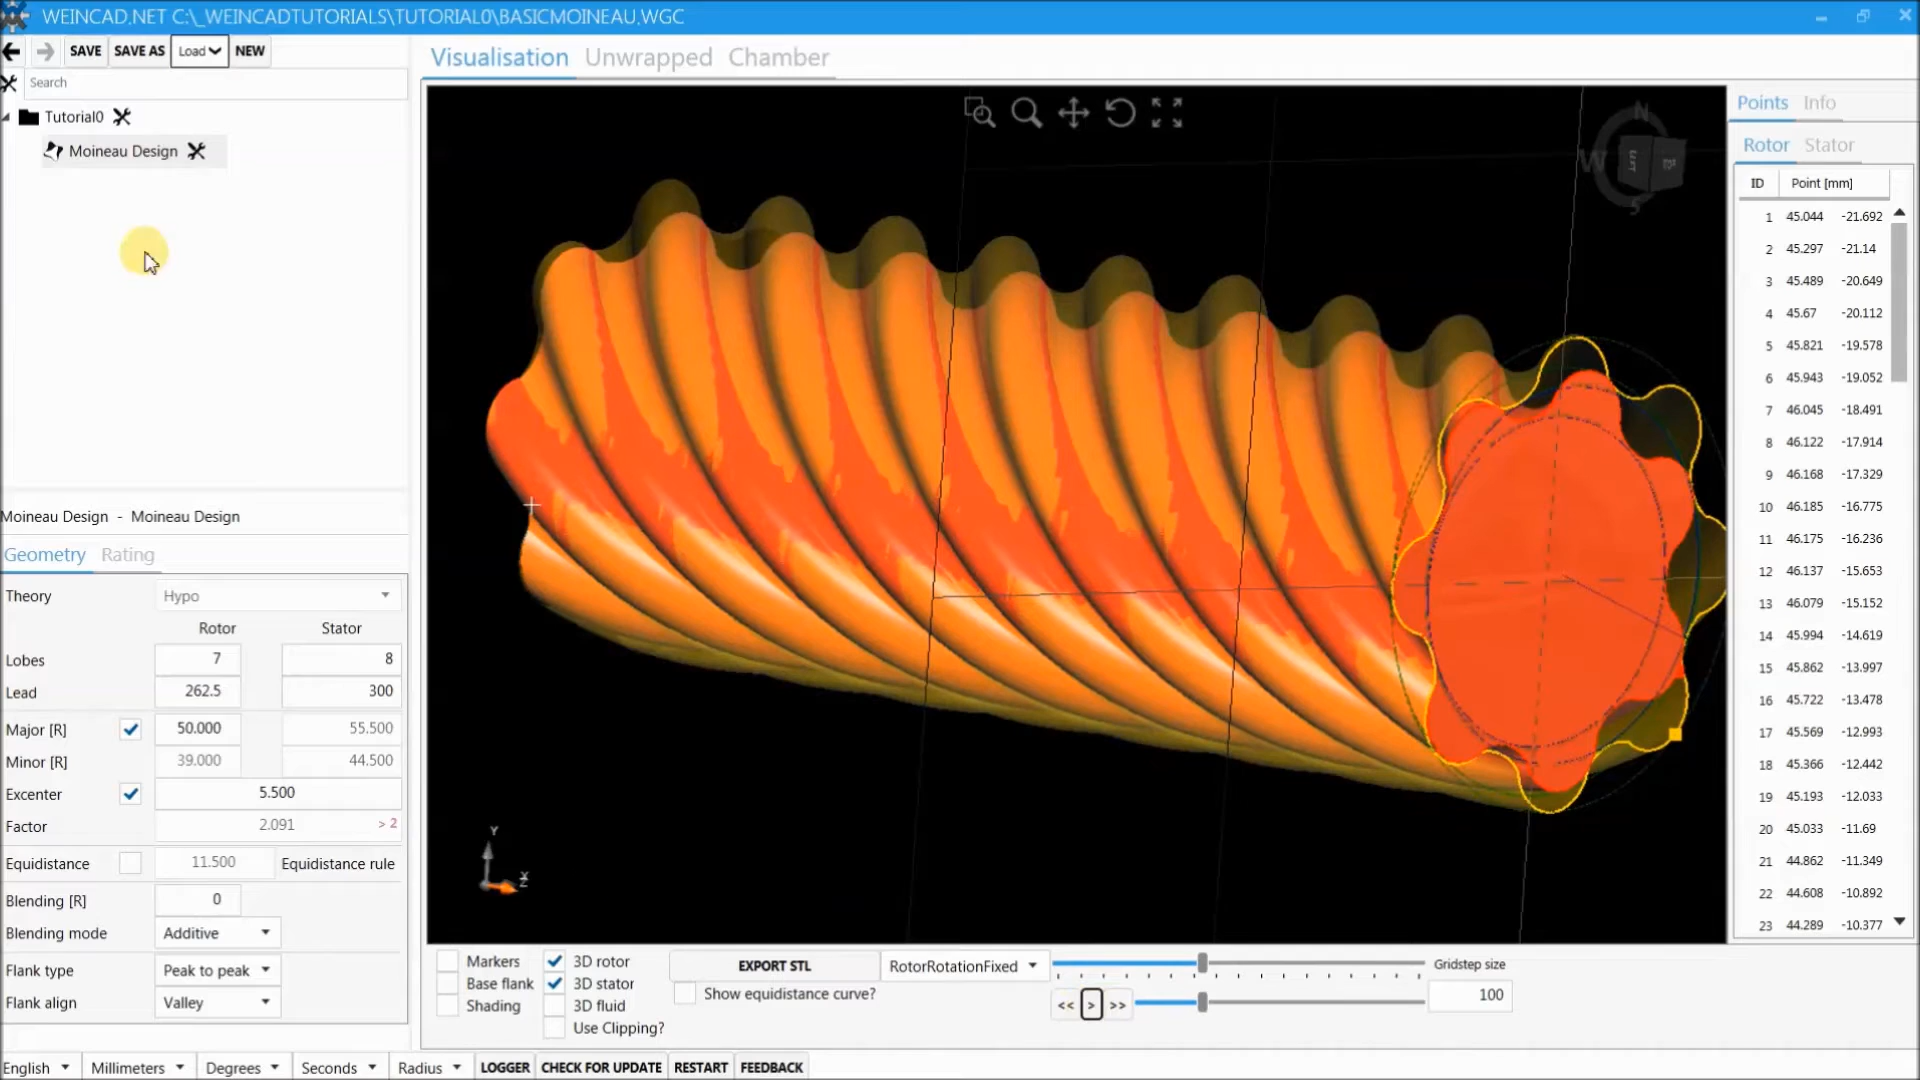 WEINCAD.NET C:\_WEINCADTUTORIALS\TUTORIAL0\BASICMOINEAU.WGC
SAVE SAVE AS Load NEW
Search
Tutorial0
Moineau Design
Moineau Design - Moineau Design
Geometry Rating
Theory Hypo
Rotor Stator
Lobes 7 8
Lead 262.5 300
Major [R] 50.000 55.500
Minor [R] 39.000 44.500
Excenter 5.500
Factor 2.091 > 2
Equidistance 11.500 Equidistance rule
Blending [R] 0
Blending mode Additive
Flank type Peak to peak
Flank align Valley
Visualisation Unwrapped Chamber
N
W
S
Y
Points Info
Rotor Stator
ID Point [mm]
1 45.044 -21.692
2 45.297 -21.14
3 45.489 -20.649
4 45.67 -20.112
5 45.821 -19.578
6 45.943 -19.052
7 46.045 -18.491
8 46.122 -17.914
9 46.168 -17.329
10 46.185 -16.775
11 46.175 -16.236
12 46.137 -15.653
13 46.079 -15.152
14 45.994 -14.619
15 45.862 -13.997
16 45.722 -13.478
17 45.569 -12.993
18 45.366 -12.442
19 45.193 -12.033
20 45.033 -11.69
21 44.862 -11.349
22 44.608 -10.892
23 44.289 -10.377
Markers 3D rotor EXPORT STL RotorRotationFixed Gridstep size
Base flank 3D stator Show equidistance curve?
Shading 3D fluid << > >> 100
Use Clipping?
English Millimeters Degrees Seconds Radius LOGGER CHECK FOR UPDATE RESTART FEEDBACK